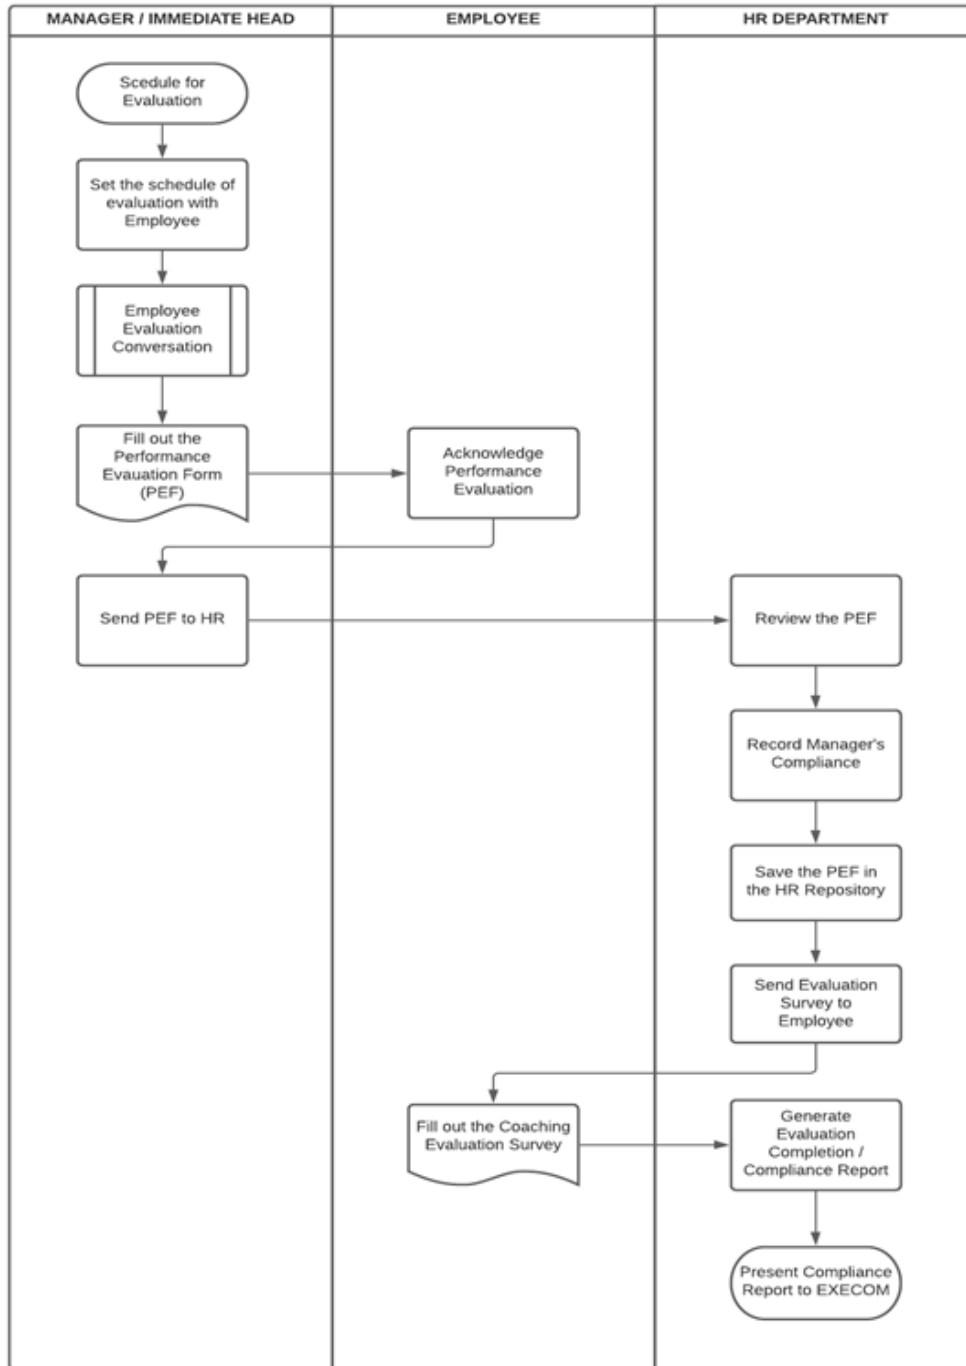 MANAGER / IMMEDIATE HEAD
EMPLOYEE
HR DEPARTMENT
Scedule for
Evaluation
Set the schedule of
evaluation with
Employee
Employee
Evaluation
Conversation
Fill out the
Performance
Evauation Form
(PEF)
Acknowledge
Performance
Evaluation
Send PEF to HR
Review the PEF
Record Manager's
Compliance
Save the PEF in
the HR Repository
Send Evaluation
Survey to
Employee
Fill out the Coaching
Evaluation Survey
Generate
Evaluation
Completion /
Compliance Report
Present Compliance
Report to EXECOM